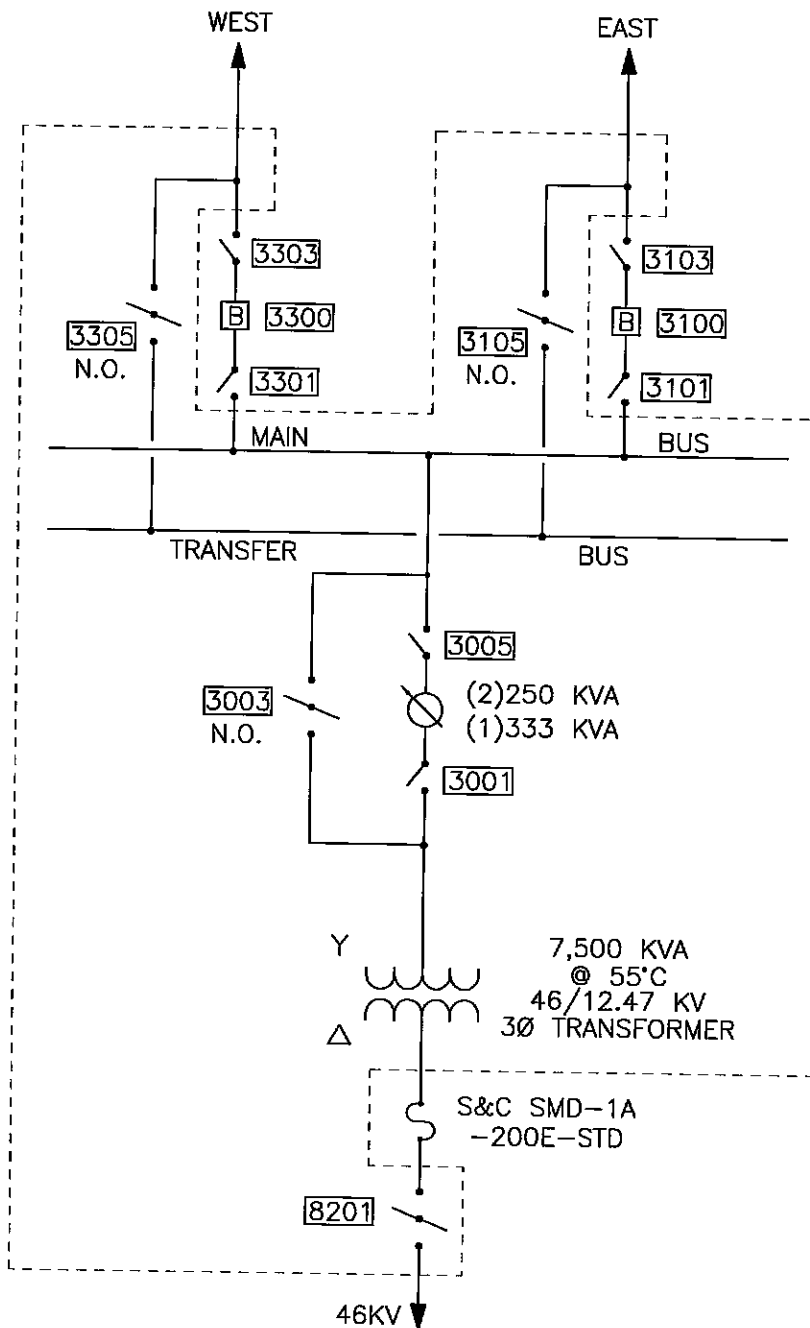 WEST
EAST
3303
3103
3305
N.O.
B
3300
3105
N.O.
B
3100
3301
3101
MAIN
BUS
TRANSFER
BUS
3005
3003
N.O.
(2)250 KVA
(1)333 KVA
3001
Y
7,500 KVA
@ 55°C
46/12.47 KV
3Ø TRANSFORMER
Δ
S&C SMD-1A
-200E-STD
8201
46KV